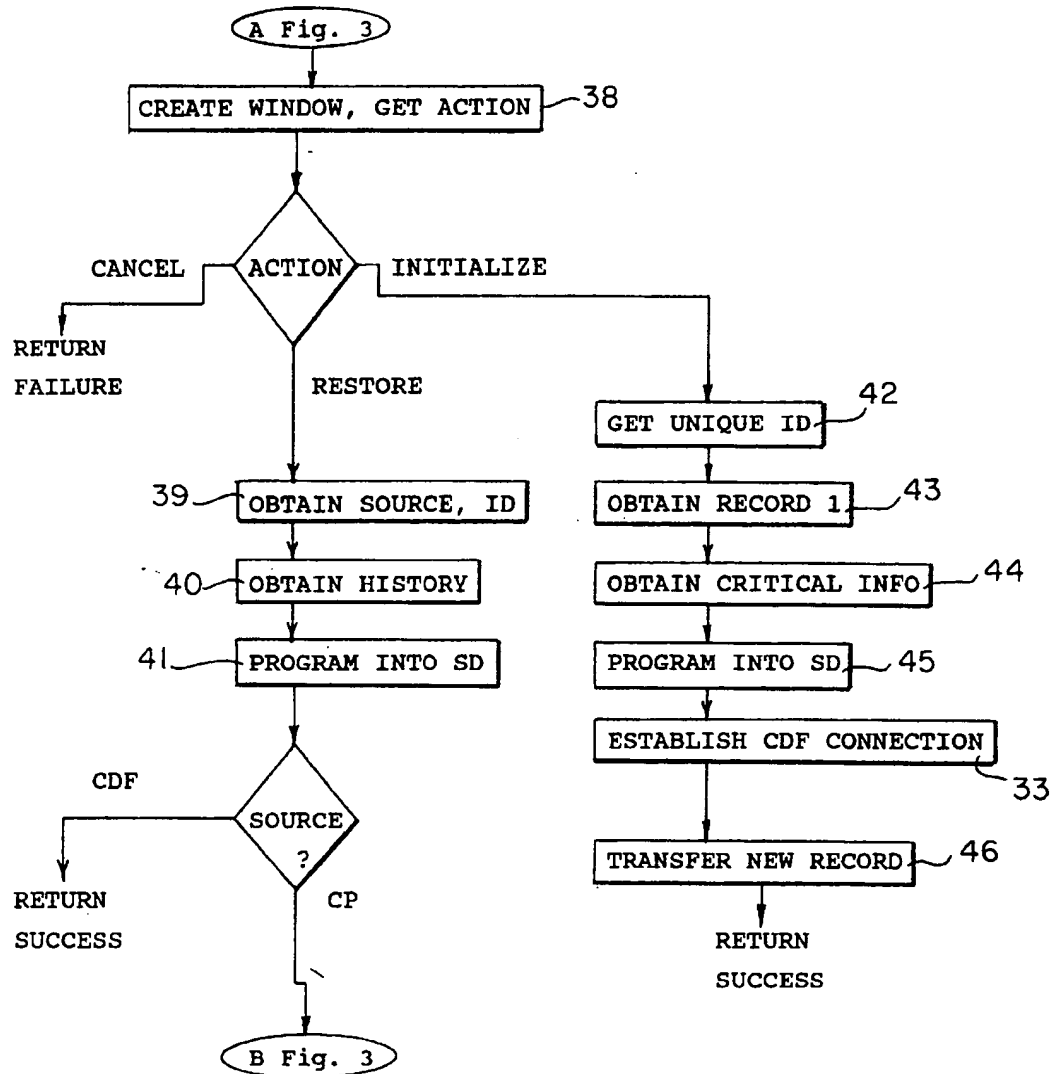 A Fig. 3
CREATE WINDOW, GET ACTION
38
CANCEL
ACTION
INITIALIZE
RETURN
FAILURE
RESTORE
GET UNIQUE ID
42
39
OBTAIN SOURCE, ID
OBTAIN RECORD 1
43
40
OBTAIN HISTORY
OBTAIN CRITICAL INFO
44
41
PROGRAM INTO SD
PROGRAM INTO SD
45
ESTABLISH CDF CONNECTION
33
CDF
SOURCE
?
CP
RETURN
SUCCESS
TRANSFER NEW RECORD
46
RETURN
SUCCESS
B Fig. 3